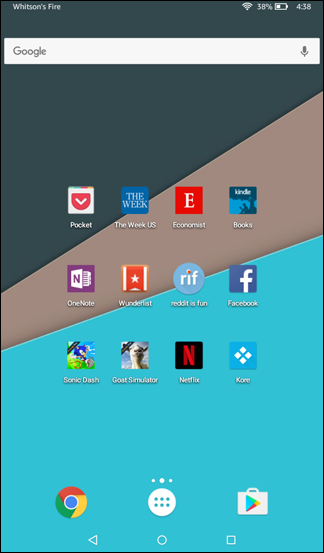 Whitson's Fire 38% 4:38
Google
THE
WEEK
E
kindle
Pocket The Week US Economist Books
N
rif
f
OneNote Wunderlist reddit is fun Facebook
N
Sonic Dash Goat Simulator Netflix Kore